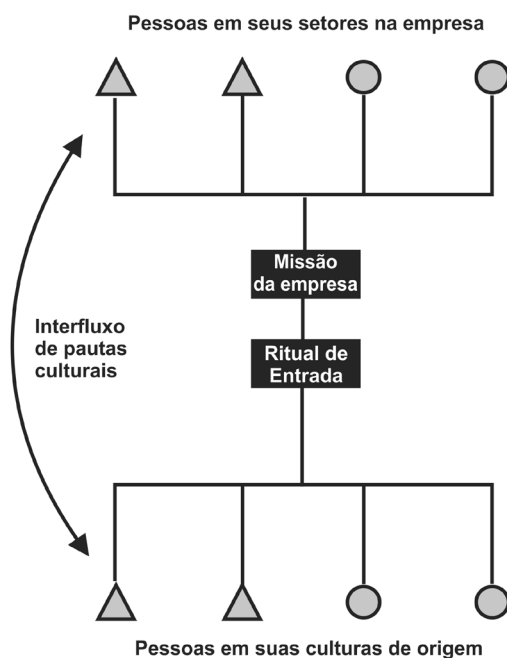 Pessoas em seus setores na empresa
Missão
da empresa
Interfluxo
de pautas
culturais
Ritual de
Entrada
Pessoas em suas culturas de origem